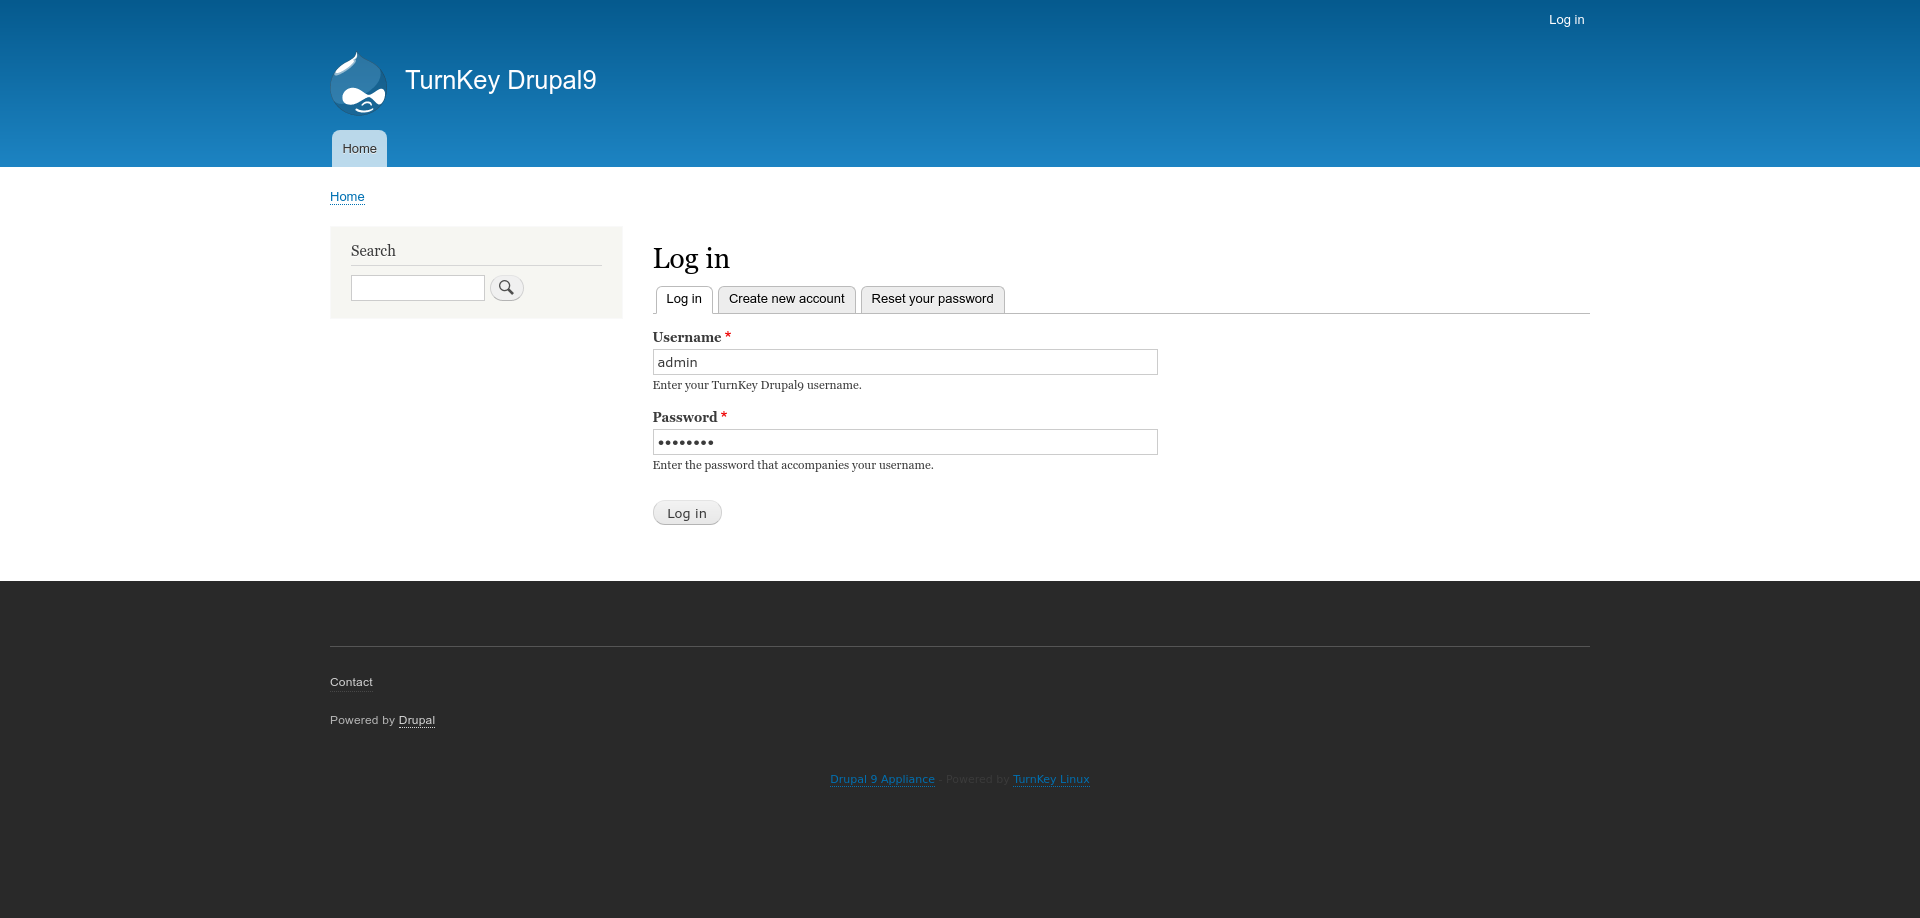 Log in
TurnKey Drupal9
Home
Home
Search
Log in
Log in
Create new account
Reset your password
Username *
admin
Enter your TurnKey Drupal9 username.
Password *
••••••••
Enter the password that accompanies your username.
Log in
Contact
Powered by Drupal
Drupal 9 Appliance - Powered by TurnKey Linux